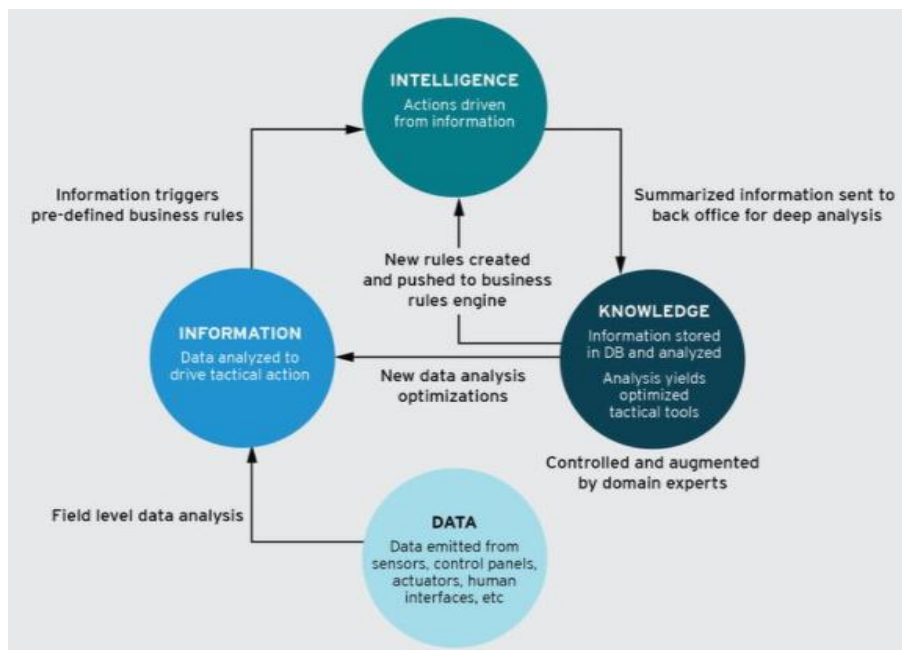 INTELLIGENCE
Actions driven
from information
Information triggers
pre-defined business rules
Summarized information sent to
back office for deep analysis
New rules created
and pushed to business
rules engine
INFORMATION
Data analyzed to
drive tactical action
KNOWLEDGE
Information stored
in DB and analyzed
Analysis yields
optimized
tactical tools
New data analysis
optimizations
Controlled and augmented
by domain experts
Field level data analysis
DATA
Data emitted from
sensors, control panels,
actuators, human
interfaces, etc